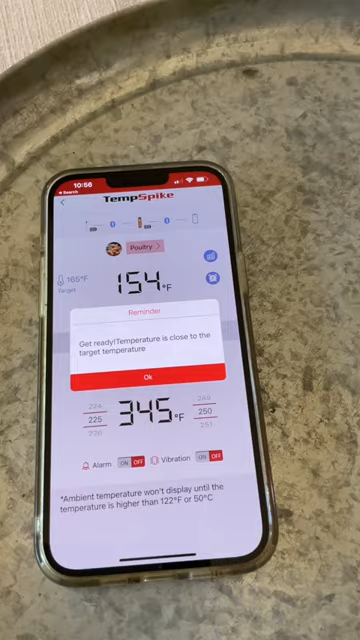 10:56
Search
TempSpike
Poultry
165°F
Target
154°F
Reminder
Get ready!Temperature is close to the
target temperature
Ok
224
225
226
345°F
249
250
251
Alarm ON OFF Vibration ON OFF
*Ambient temperature won't display until the
temperature is higher than 122°F or 50°C